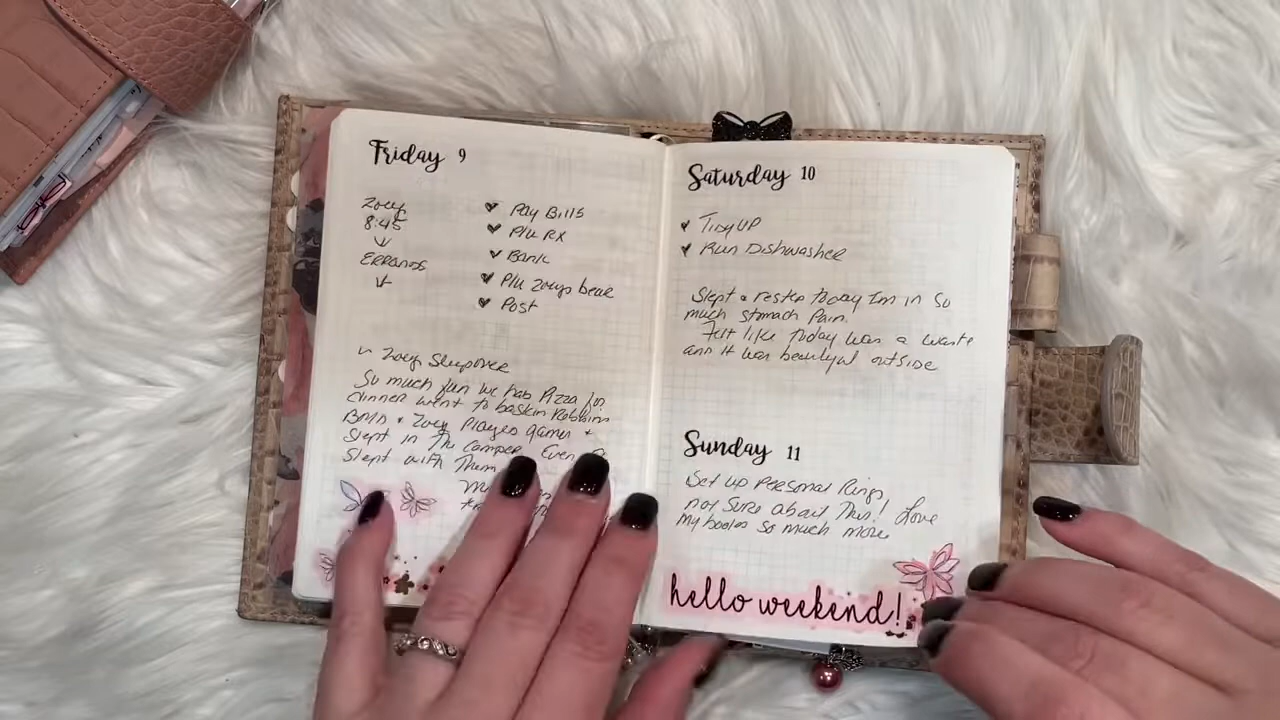 Friday 9
Zoey
8:45
Errands
Pay Bills
P/u RX
Bank
P/u Zoeys bear
Post
Zoey Sleepover
So much fun we had Pizza for
dinner went to baskin Robbins
& Zoey Played games +
Slept in The camper Even
Slept with Them
Saturday 10
Tidy UP
Run Dishwasher
Slept & rested today Im in So
much stomach Pain.
Felt like Today was a waste
and it was beautyful outside
Sunday 11
Set up Personal Rings
not Sure about This! Love
my books so much more
hello weekend!